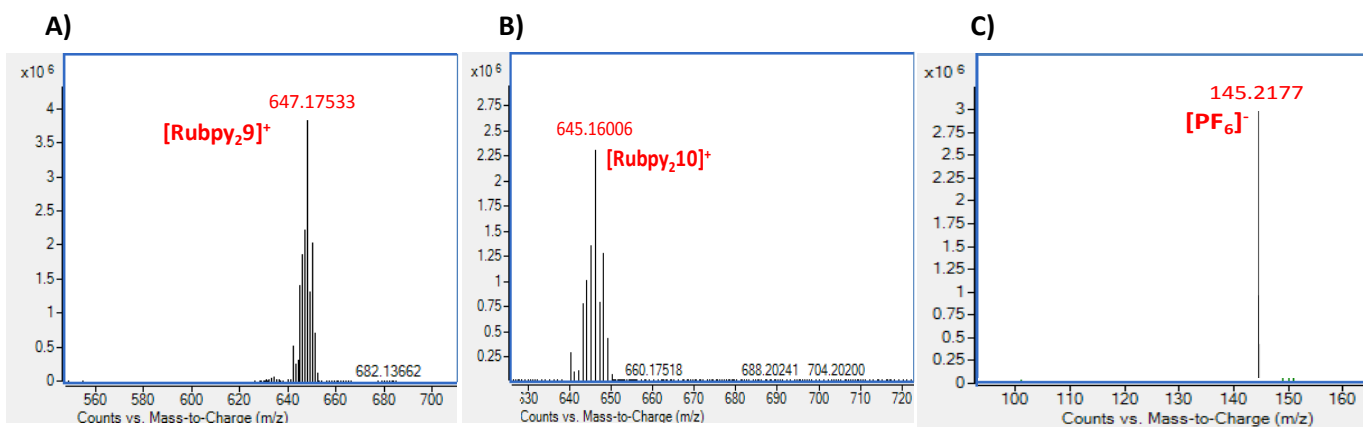 A)
x10 6
647.17533
[Rubpy₂9]⁺
4
3.5
3
2.5
2
1.5
1
0.5
0
682.13662
560 580 600 620 640 660 680 700
Counts vs. Mass-to-Charge (m/z)
B)
x10 6
2.75
2.5
2.25
2
1.75
1.5
1.25
1
0.75
0.5
0.25
645.16006
[Rubpy₂10]⁺
660.17518 688.20241 704.20200
630 640 650 660 670 680 690 700 710 720
Counts vs. Mass-to-Charge (m/z)
C)
x10 6
145.2177
[PF₆]⁻
3
2.75
2.5
2.25
2
1.75
1.5
1.25
1
0.75
0.5
0.25
0
100 110 120 130 140 150 160
Counts vs. Mass-to-Charge (m/z)